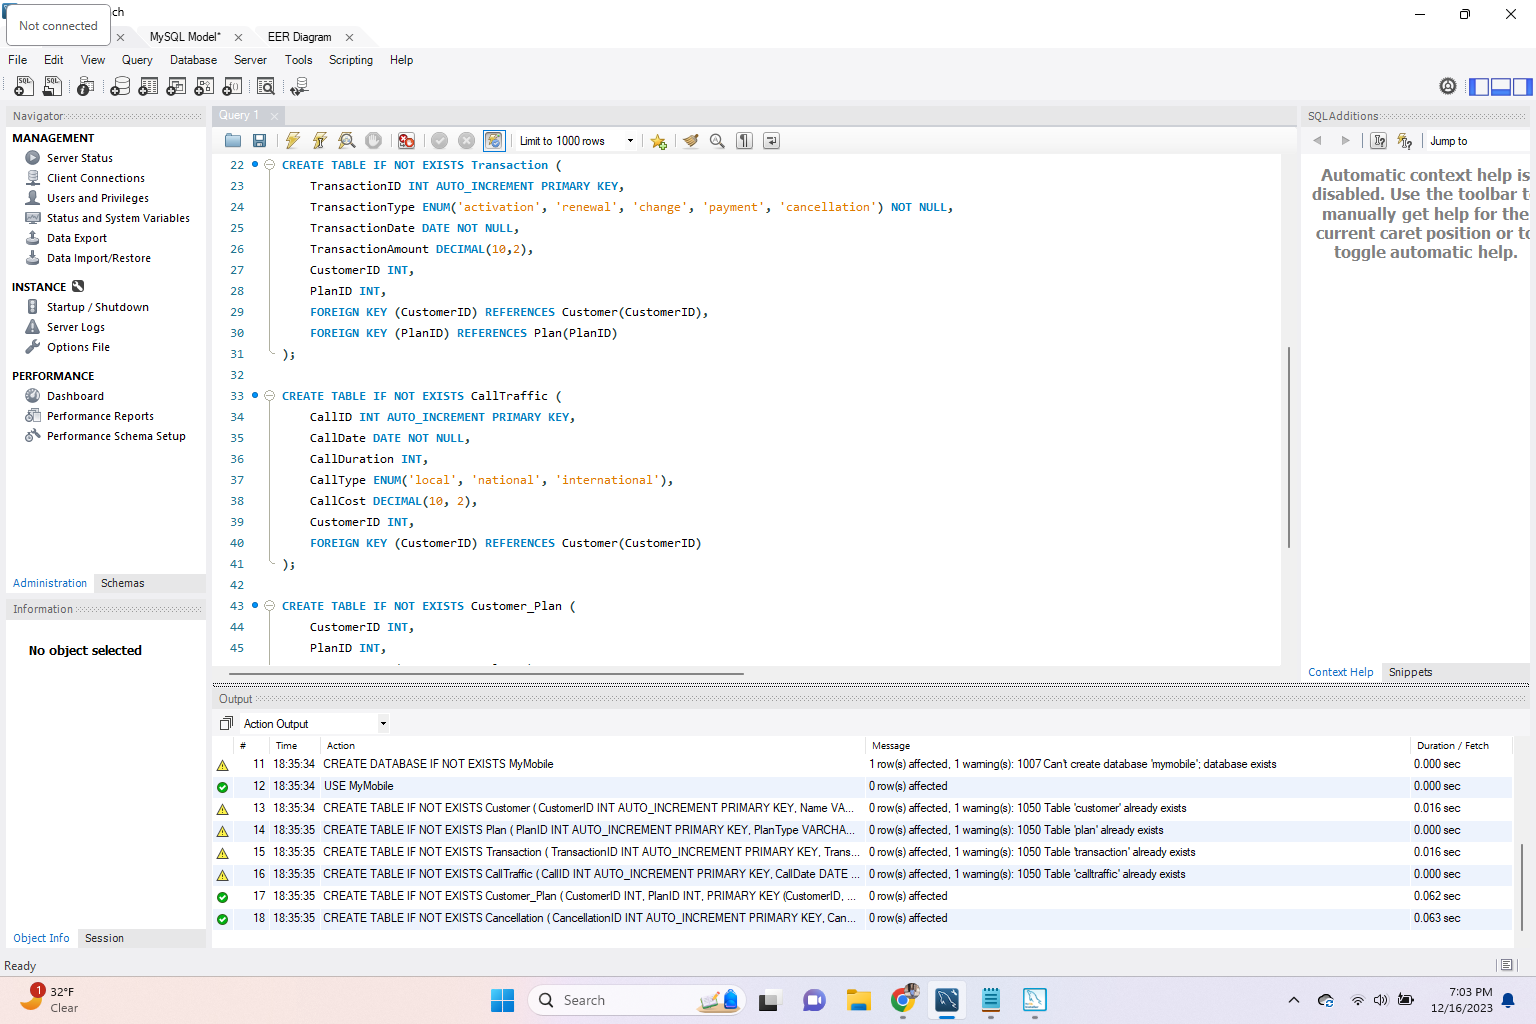 Not connected
ch
MySQL Model*
EER Diagram
File Edit View Query Database Server Tools Scripting Help
Navigator
MANAGEMENT
Server Status
Client Connections
Users and Privileges
Status and System Variables
Data Export
Data Import/Restore
INSTANCE
Startup / Shutdown
Server Logs
Options File
PERFORMANCE
Dashboard
Performance Reports
Performance Schema Setup
Administration Schemas
Information
No object selected
Object Info Session
Query 1
Limit to 1000 rows
22 CREATE TABLE IF NOT EXISTS Transaction (
23 TransactionID INT AUTO_INCREMENT PRIMARY KEY,
24 TransactionType ENUM('activation', 'renewal', 'change', 'payment', 'cancellation') NOT NULL,
25 TransactionDate DATE NOT NULL,
26 TransactionAmount DECIMAL(10,2),
27 CustomerID INT,
28 PlanID INT,
29 FOREIGN KEY (CustomerID) REFERENCES Customer(CustomerID),
30 FOREIGN KEY (PlanID) REFERENCES Plan(PlanID)
31 );
32
33 CREATE TABLE IF NOT EXISTS CallTraffic (
34 CallID INT AUTO_INCREMENT PRIMARY KEY,
35 CallDate DATE NOT NULL,
36 CallDuration INT,
37 CallType ENUM('local', 'national', 'international'),
38 CallCost DECIMAL(10, 2),
39 CustomerID INT,
40 FOREIGN KEY (CustomerID) REFERENCES Customer(CustomerID)
41 );
42
43 CREATE TABLE IF NOT EXISTS Customer_Plan (
44 CustomerID INT,
45 PlanID INT,
SQLAdditions
Jump to
Automatic context help is
disabled. Use the toolbar t
manually get help for the
current caret position or to
toggle automatic help.
Context Help Snippets
Output
Action Output
# Time Action Message Duration / Fetch
11 18:35:34 CREATE DATABASE IF NOT EXISTS MyMobile 1 row(s) affected, 1 warning(s): 1007 Can't create database 'mymobile'; database exists 0.000 sec
12 18:35:34 USE MyMobile 0 row(s) affected 0.000 sec
13 18:35:34 CREATE TABLE IF NOT EXISTS Customer ( CustomerID INT AUTO_INCREMENT PRIMARY KEY, Name VA... 0 row(s) affected, 1 warning(s): 1050 Table 'customer' already exists 0.016 sec
14 18:35:35 CREATE TABLE IF NOT EXISTS Plan ( PlanID INT AUTO_INCREMENT PRIMARY KEY, PlanType VARCHA... 0 row(s) affected, 1 warning(s): 1050 Table 'plan' already exists 0.000 sec
15 18:35:35 CREATE TABLE IF NOT EXISTS Transaction ( TransactionID INT AUTO_INCREMENT PRIMARY KEY, Trans... 0 row(s) affected, 1 warning(s): 1050 Table 'transaction' already exists 0.016 sec
16 18:35:35 CREATE TABLE IF NOT EXISTS CallTraffic ( CallID INT AUTO_INCREMENT PRIMARY KEY, CallDate DATE ... 0 row(s) affected, 1 warning(s): 1050 Table 'calltraffic' already exists 0.000 sec
17 18:35:35 CREATE TABLE IF NOT EXISTS Customer_Plan ( CustomerID INT, PlanID INT, PRIMARY KEY (CustomerID, ... 0 row(s) affected 0.062 sec
18 18:35:35 CREATE TABLE IF NOT EXISTS Cancellation ( CancellationID INT AUTO_INCREMENT PRIMARY KEY, Can... 0 row(s) affected 0.063 sec
Ready
1
32°F
Clear
Search
7:03 PM
12/16/2023